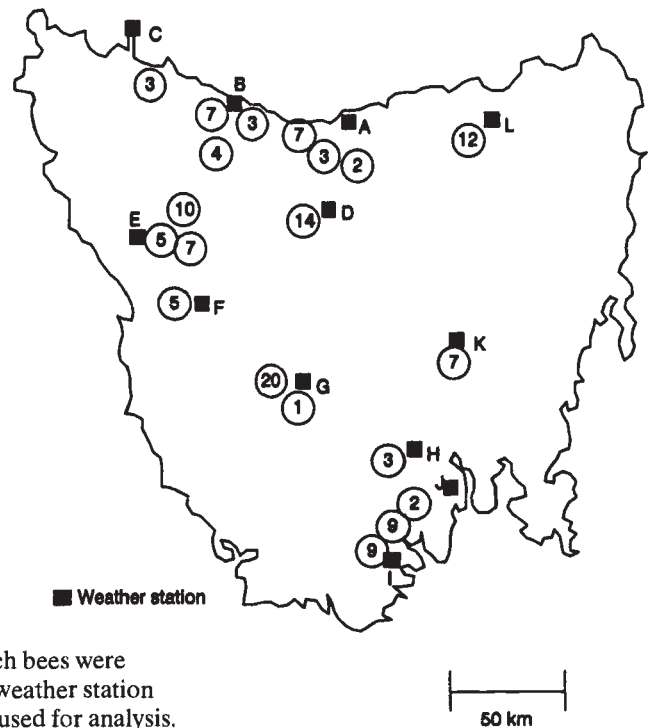 C
3
B
7
3
7
A
L
12
4
3
2
10
14
D
E
5
7
5
F
K
7
20
G
1
3
H
J
2
9
9
I
Weather station
ch bees were
weather station
used for analysis.
50 km